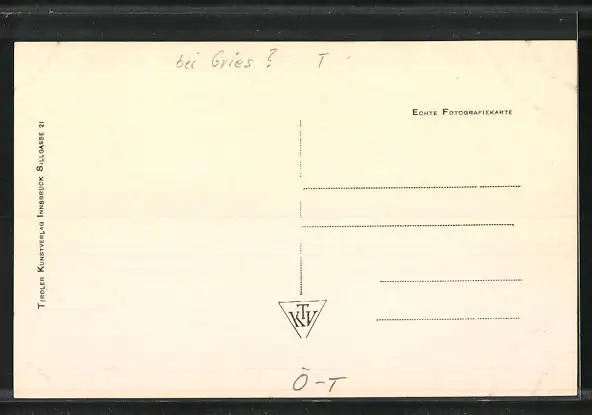 bei Gries? T
ECHTE FOTOGRAFIEKARTE
TIROLER KUNSTVERLAG INNSBRUCK SILLGASSE 21
KTV
Ö-T